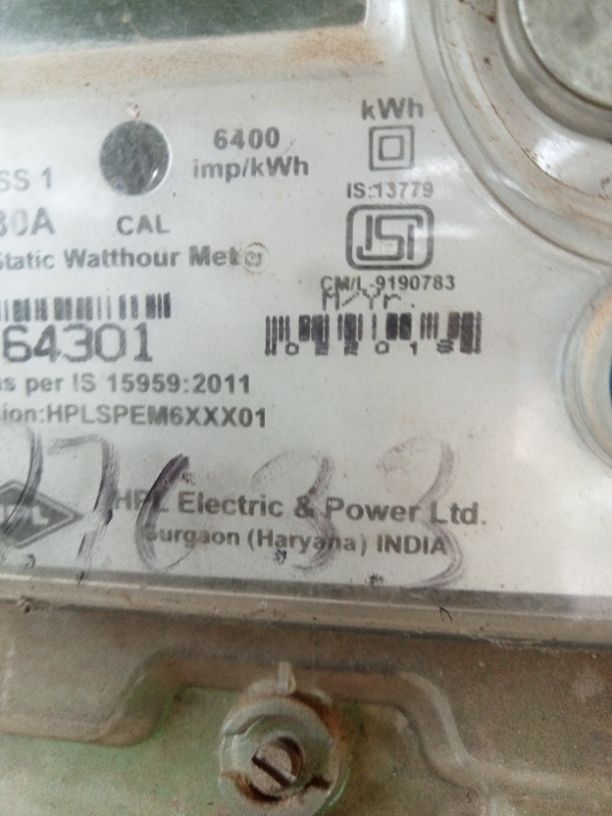 kWh
6400
imp/kWh
SS 1
IS:13779
30A
CAL
ISI
Static Watthour Meter
CM/L-9190783
M-Yr.
64301
as per IS 15959:2011
sion:HPLSPEM6XXX01
HPL Electric & Power Ltd.
Gurgaon (Haryana) INDIA